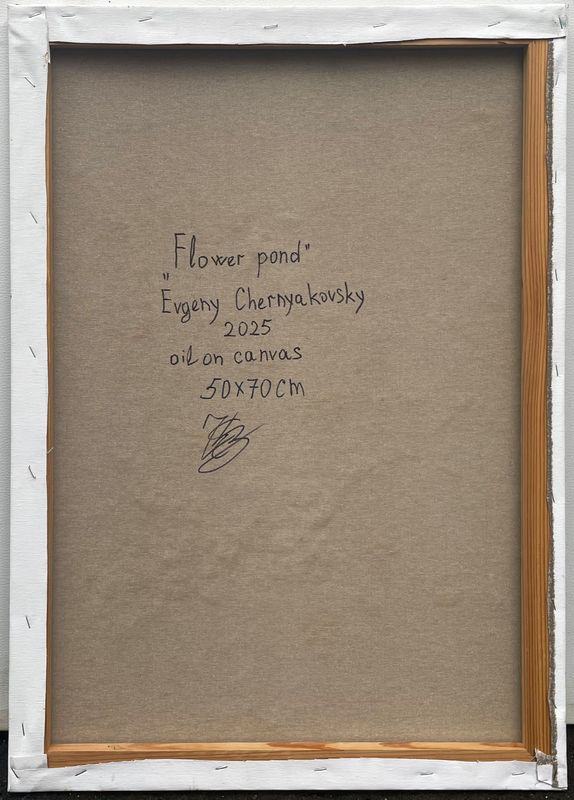 „Flower pond"
Evgeny Chernyakovsky
2025
oil on canvas
50x70cm